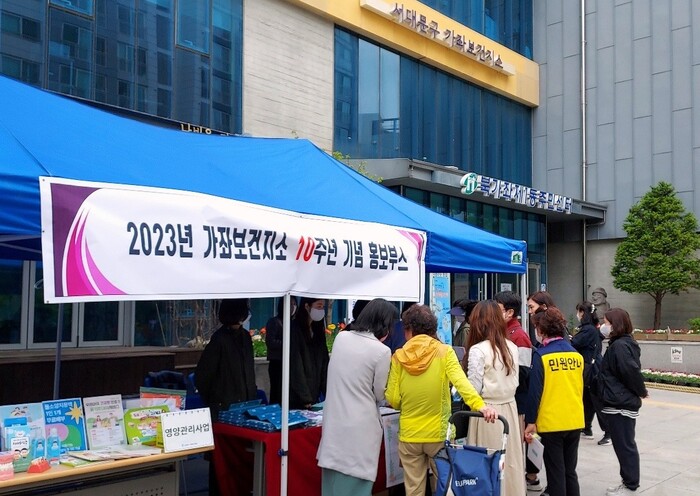 서대문구 가좌보건지소
북가좌제1동주민센터
2023년 가좌보건지소 10주년 기념 홍보부스
민원안내
영양관리사업
ELUPARK